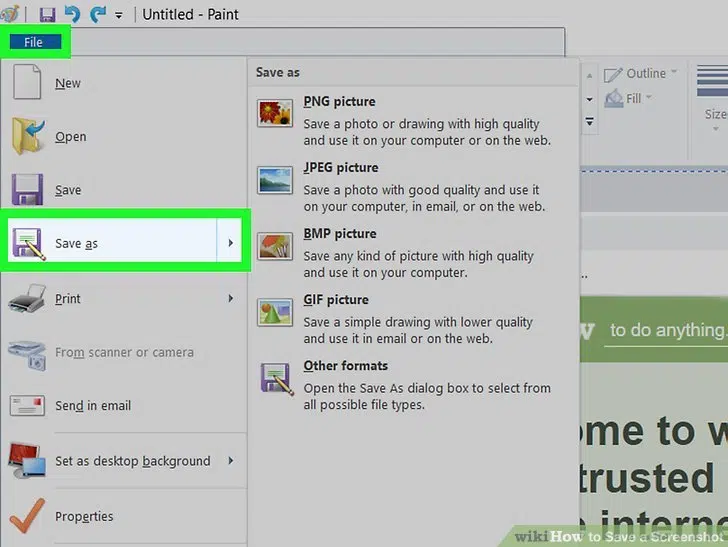 Untitled - Paint
File
New
Open
Save
Save as
Print
From scanner or camera
Send in email
Set as desktop background
Properties
Save as
PNG picture
Save a photo or drawing with high quality
and use it on your computer or on the web.
JPEG picture
Save a photo with good quality and use it
on your computer, in email, or on the web.
BMP picture
Save any kind of picture with high quality
and use it on your computer.
GIF picture
Save a simple drawing with lower quality
and use it in email or on the web.
Other formats
Open the Save As dialog box to select from
all possible file types.
Outline
Fill
Size
..
w to do anything.
ome to w
trusted
e interne
wikiHow to Save a Screenshot